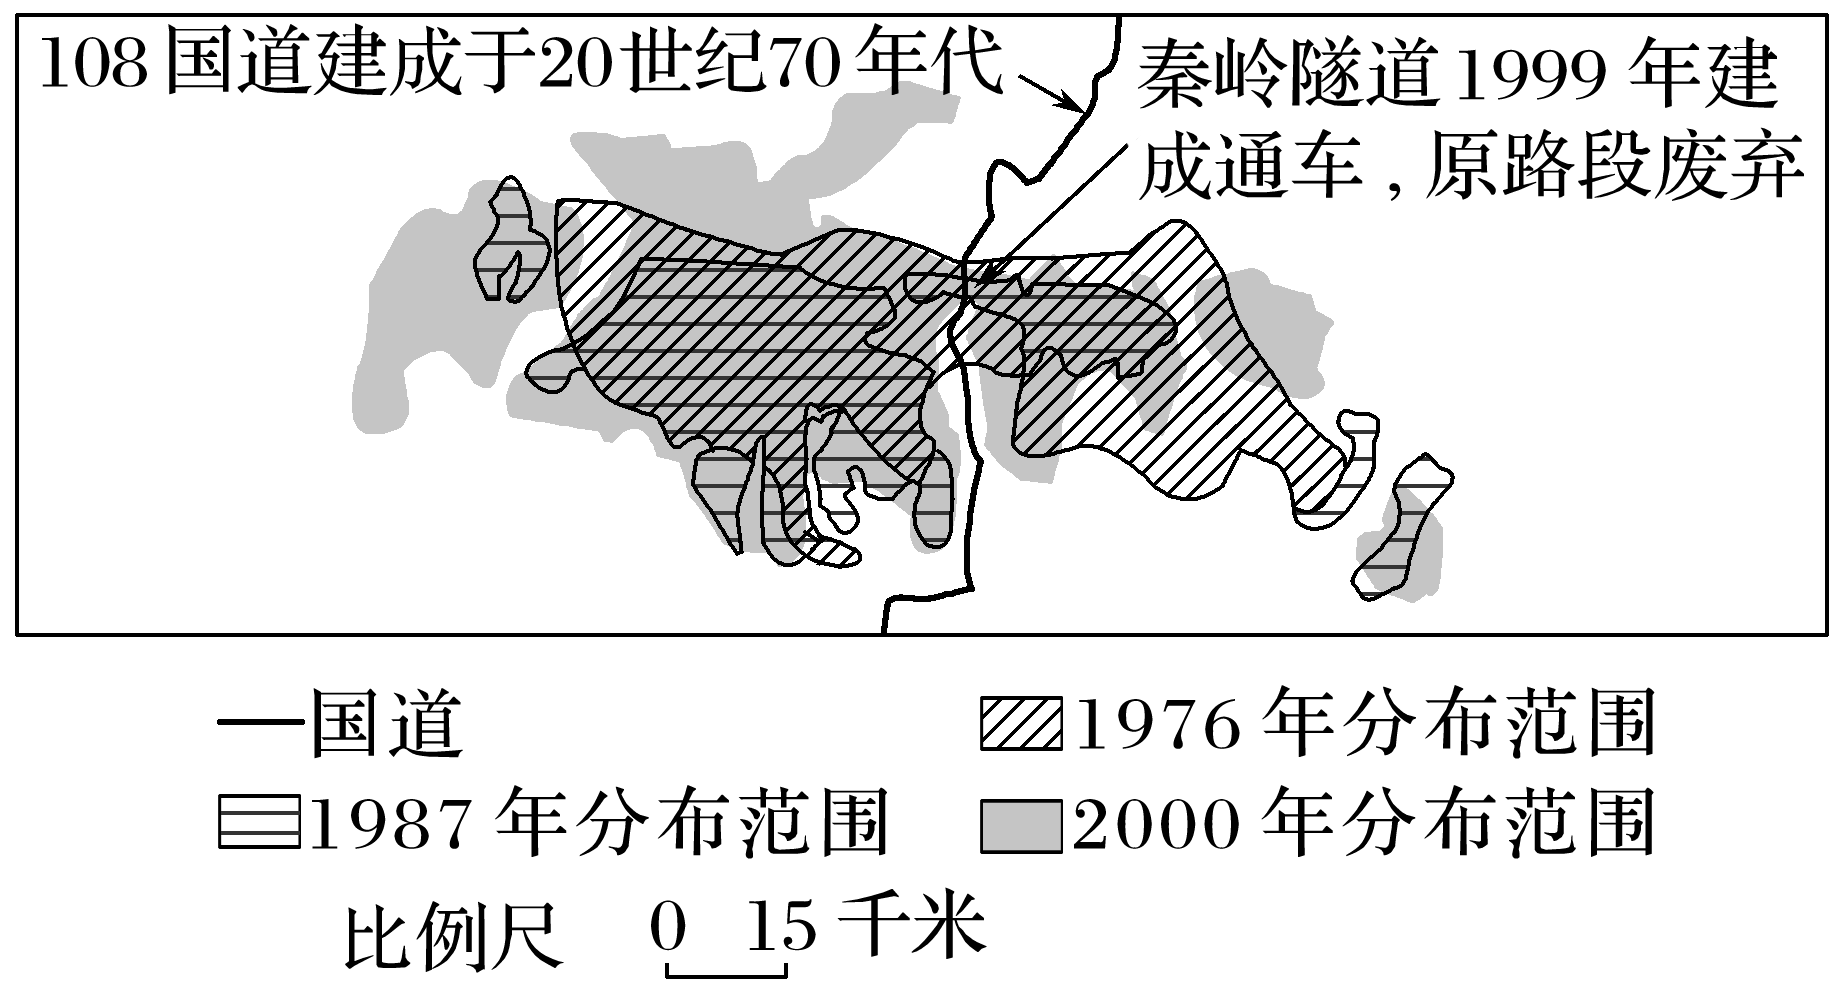 108国道建成于20世纪70年代
秦岭隧道1999年建
成通车,原路段废弃
国道
1976年分布范围
1987年分布范围
2000年分布范围
比例尺 0 15千米